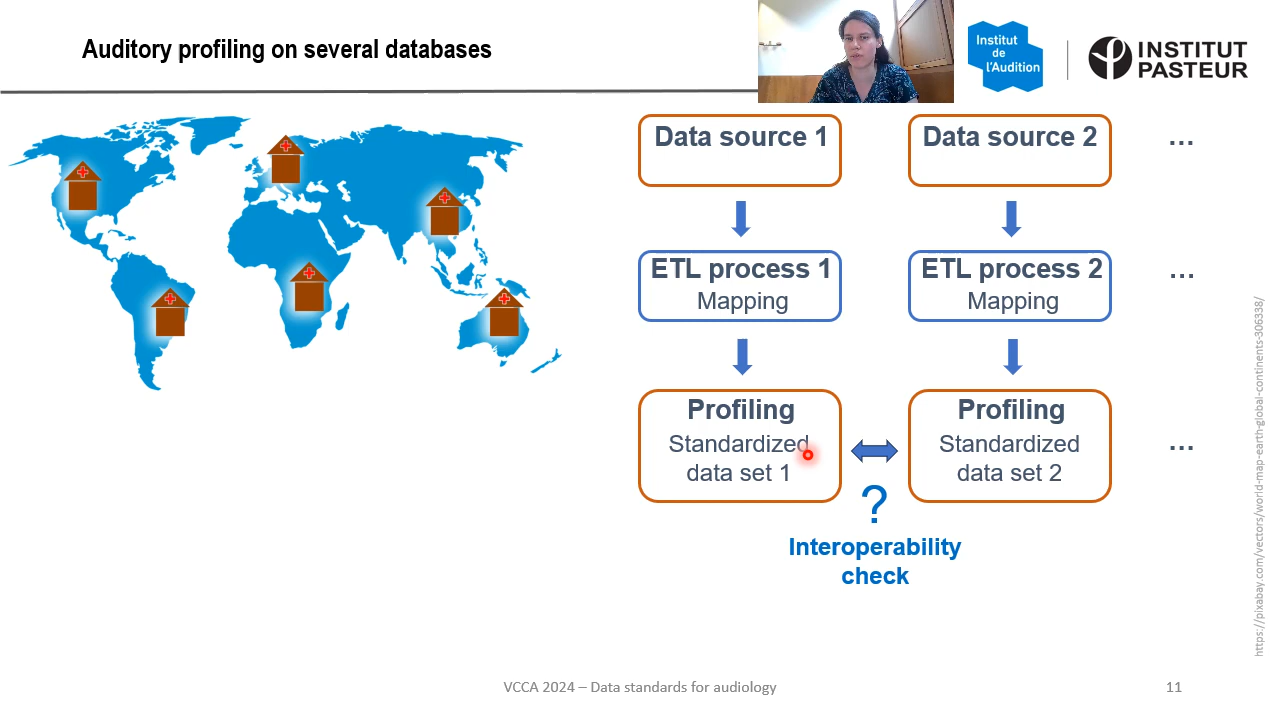 Auditory profiling on several databases
Institut
de
l'Audition
INSTITUT
PASTEUR
Data source 1
Data source 2
...
ETL process 1
Mapping
ETL process 2
Mapping
...
Profiling
Standardized
data set 1
Profiling
Standardized
data set 2
...
?
Interoperability
check
https://pixabay.com/vectors/world-map-earth-global-continents-306338/
VCCA 2024 – Data standards for audiology
11